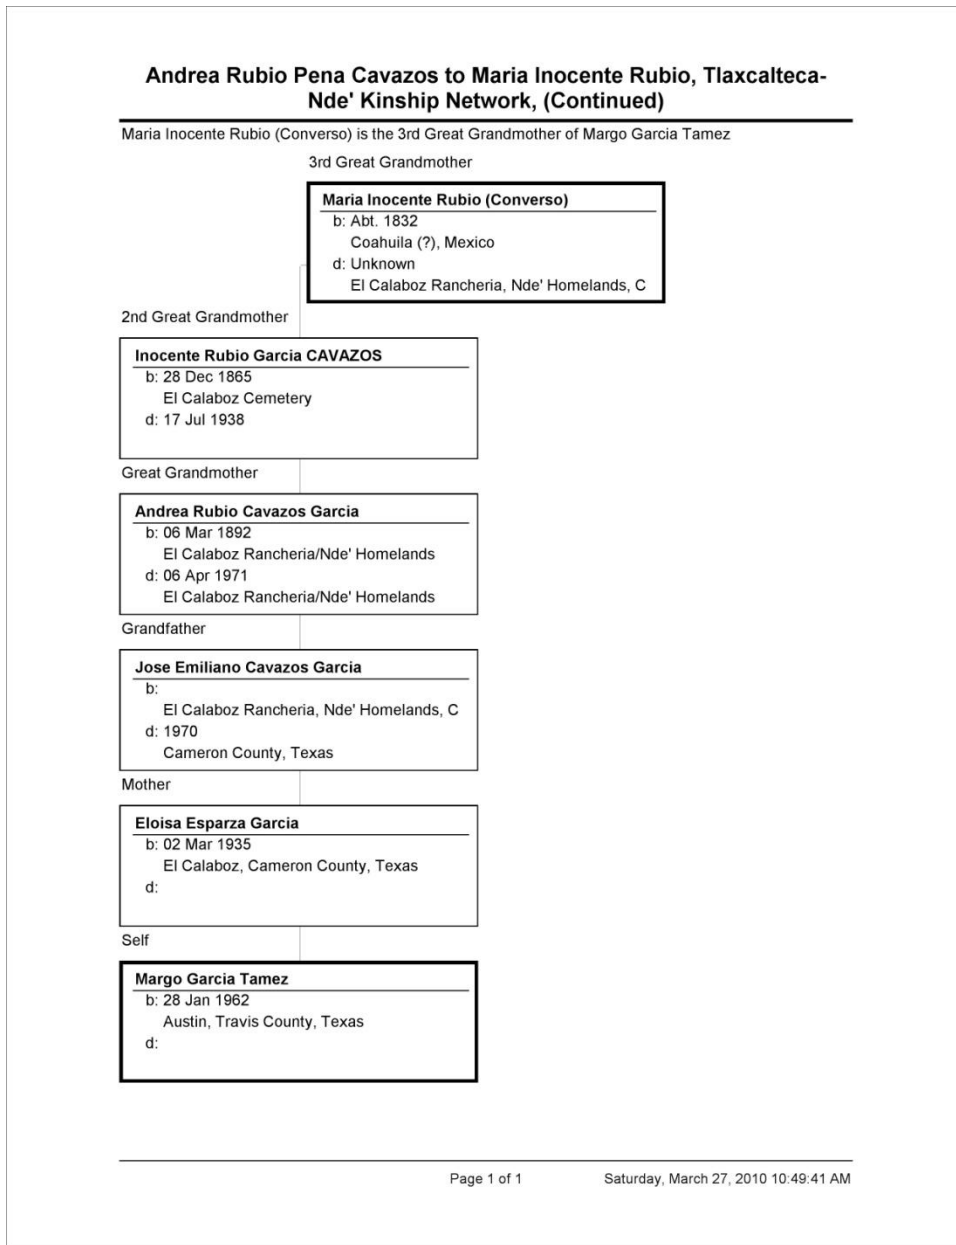 Andrea Rubio Pena Cavazos to Maria Inocente Rubio, Tlaxcalteca-
Nde' Kinship Network, (Continued)
Maria Inocente Rubio (Converso) is the 3rd Great Grandmother of Margo Garcia Tamez
3rd Great Grandmother
Maria Inocente Rubio (Converso)
b: Abt. 1832
Coahuila (?), Mexico
d: Unknown
El Calaboz Rancheria, Nde' Homelands, C
2nd Great Grandmother
Inocente Rubio Garcia CAVAZOS
b: 28 Dec 1865
El Calaboz Cemetery
d: 17 Jul 1938
Great Grandmother
Andrea Rubio Cavazos Garcia
b: 06 Mar 1892
El Calaboz Rancheria/Nde' Homelands
d: 06 Apr 1971
El Calaboz Rancheria/Nde' Homelands
Grandfather
Jose Emiliano Cavazos Garcia
b:
El Calaboz Rancheria, Nde' Homelands, C
d: 1970
Cameron County, Texas
Mother
Eloisa Esparza Garcia
b: 02 Mar 1935
El Calaboz, Cameron County, Texas
d:
Self
Margo Garcia Tamez
b: 28 Jan 1962
Austin, Travis County, Texas
d:
Page 1 of 1 Saturday, March 27, 2010 10:49:41 AM